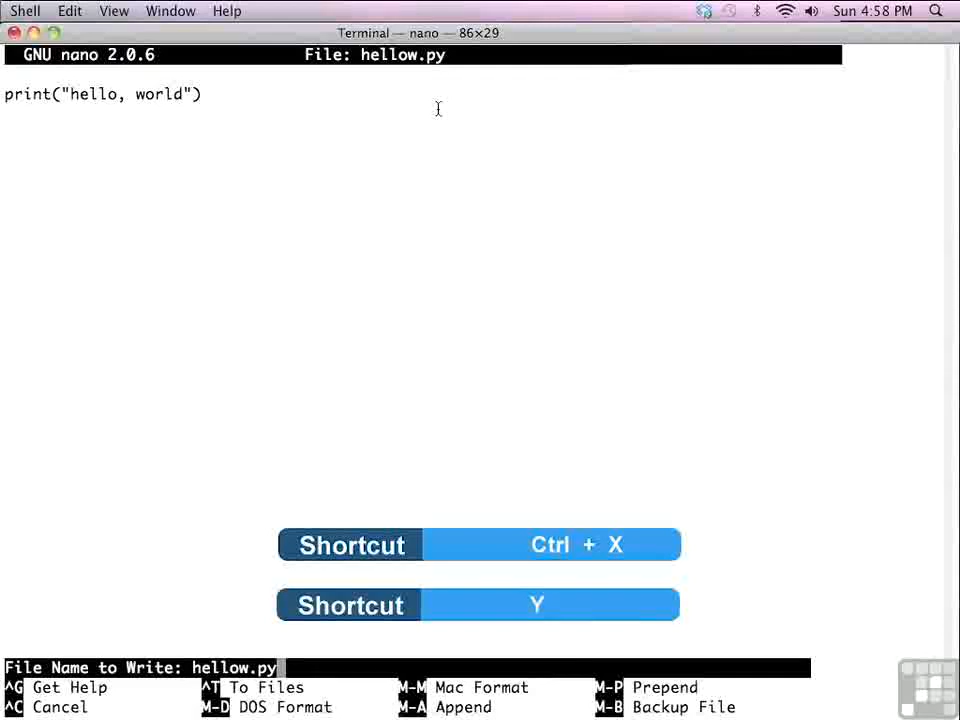 Shell Edit View Window Help Sun 4:58 PM
Terminal — nano — 86×29
GNU nano 2.0.6 File: hellow.py
print("hello, world")
Shortcut Ctrl + X
Shortcut Y
File Name to Write: hellow.py
^G Get Help ^T To Files M-M Mac Format M-P Prepend
^C Cancel M-D DOS Format M-A Append M-B Backup File